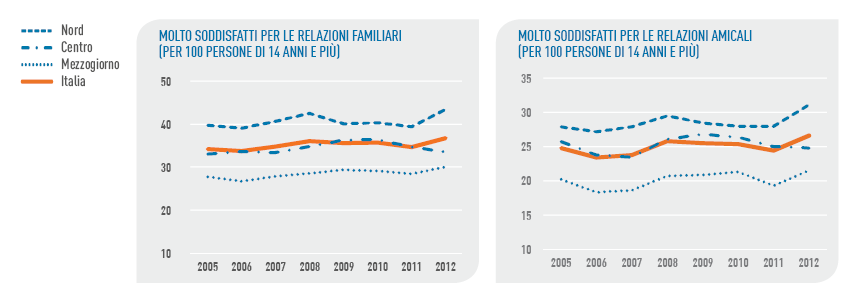 Nord
Centro
Mezzogiorno
Italia
MOLTO SODDISFATTI PER LE RELAZIONI FAMILIARI
(PER 100 PERSONE DI 14 ANNI E PIÙ)
50
40
30
20
10
2005 2006 2007 2008 2009 2010 2011 2012
MOLTO SODDISFATTI PER LE RELAZIONI AMICALI
(PER 100 PERSONE DI 14 ANNI E PIÙ)
35
30
25
20
15
10
2005 2006 2007 2008 2009 2010 2011 2012